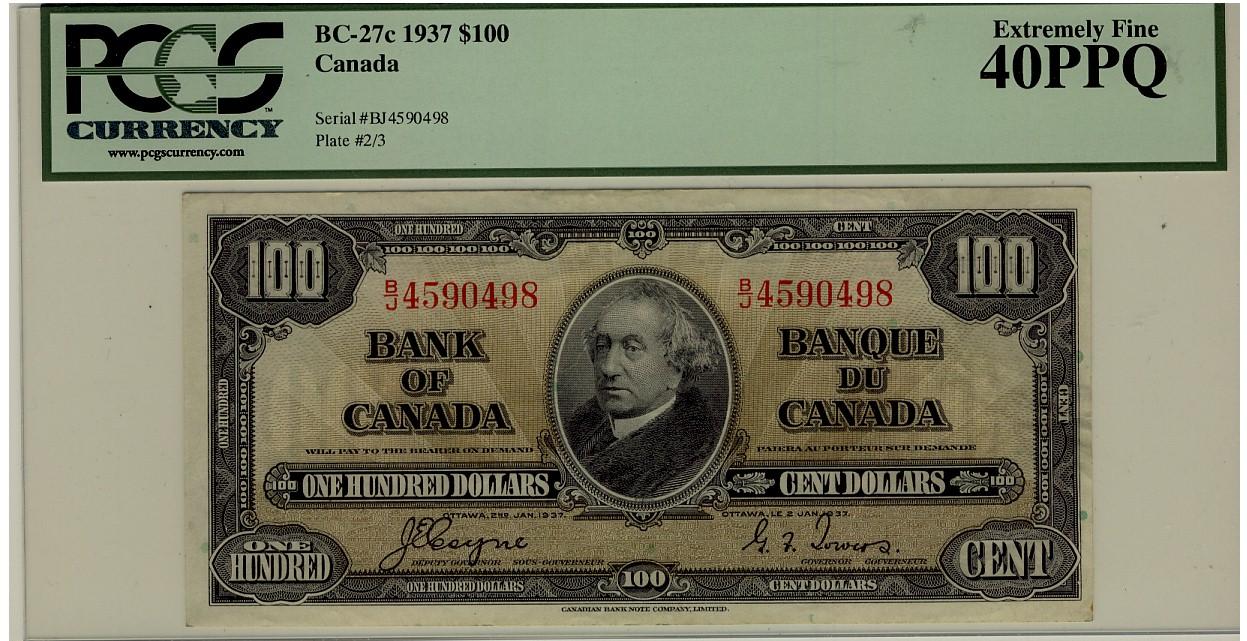 PCGS
CURRENCY
™
www.pcgscurrency.com
BC-27c 1937 $100
Canada
Serial #BJ4590498
Plate #2/3
Extremely Fine
40PPQ
ONE HUNDRED
100
CENT
100 100 100 100
100 100 100 100
100
100
B/J 4590498
B/J 4590498
BANK
OF
CANADA
BANQUE
DU
CANADA
WILL PAY TO THE BEARER ON DEMAND
PAIERA AU PORTEUR SUR DEMANDE
ONE HUNDRED
CENT
100 ONE HUNDRED DOLLARS
CENT DOLLARS 100
OTTAWA, 2ND. JAN. 1937.
OTTAWA, LE 2 JAN. 1937.
J.E. Coyne
G. F. Towers.
DEPUTY GOVERNOR SOUS-GOUVERNEUR
GOVERNOR GOUVERNEUR
ONE
HUNDRED
CENT
ONE HUNDRED DOLLARS
100
CENT DOLLARS
CANADIAN BANK NOTE COMPANY, LIMITED.